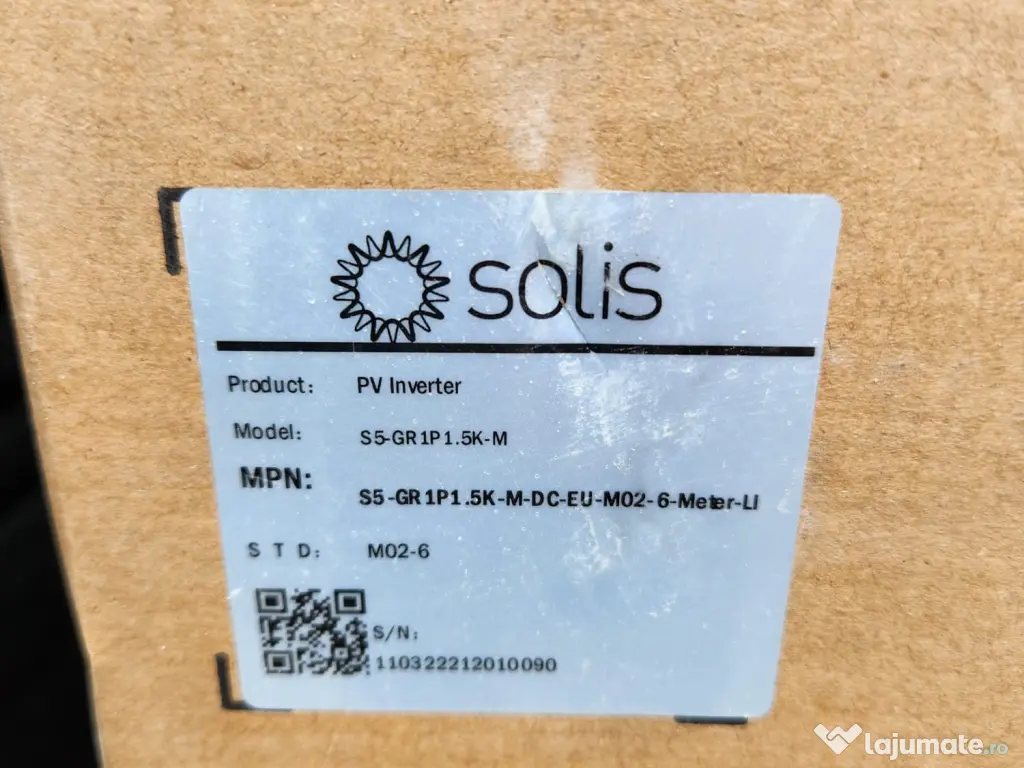 solis
Product: PV Inverter
Model: S5-GR1P1.5K-M
MPN: S5-GR1P1.5K-M-DC-EU-M02-6-Meter-LI
S T D: M02-6
S/N:
110322212010090
lajumate.ro